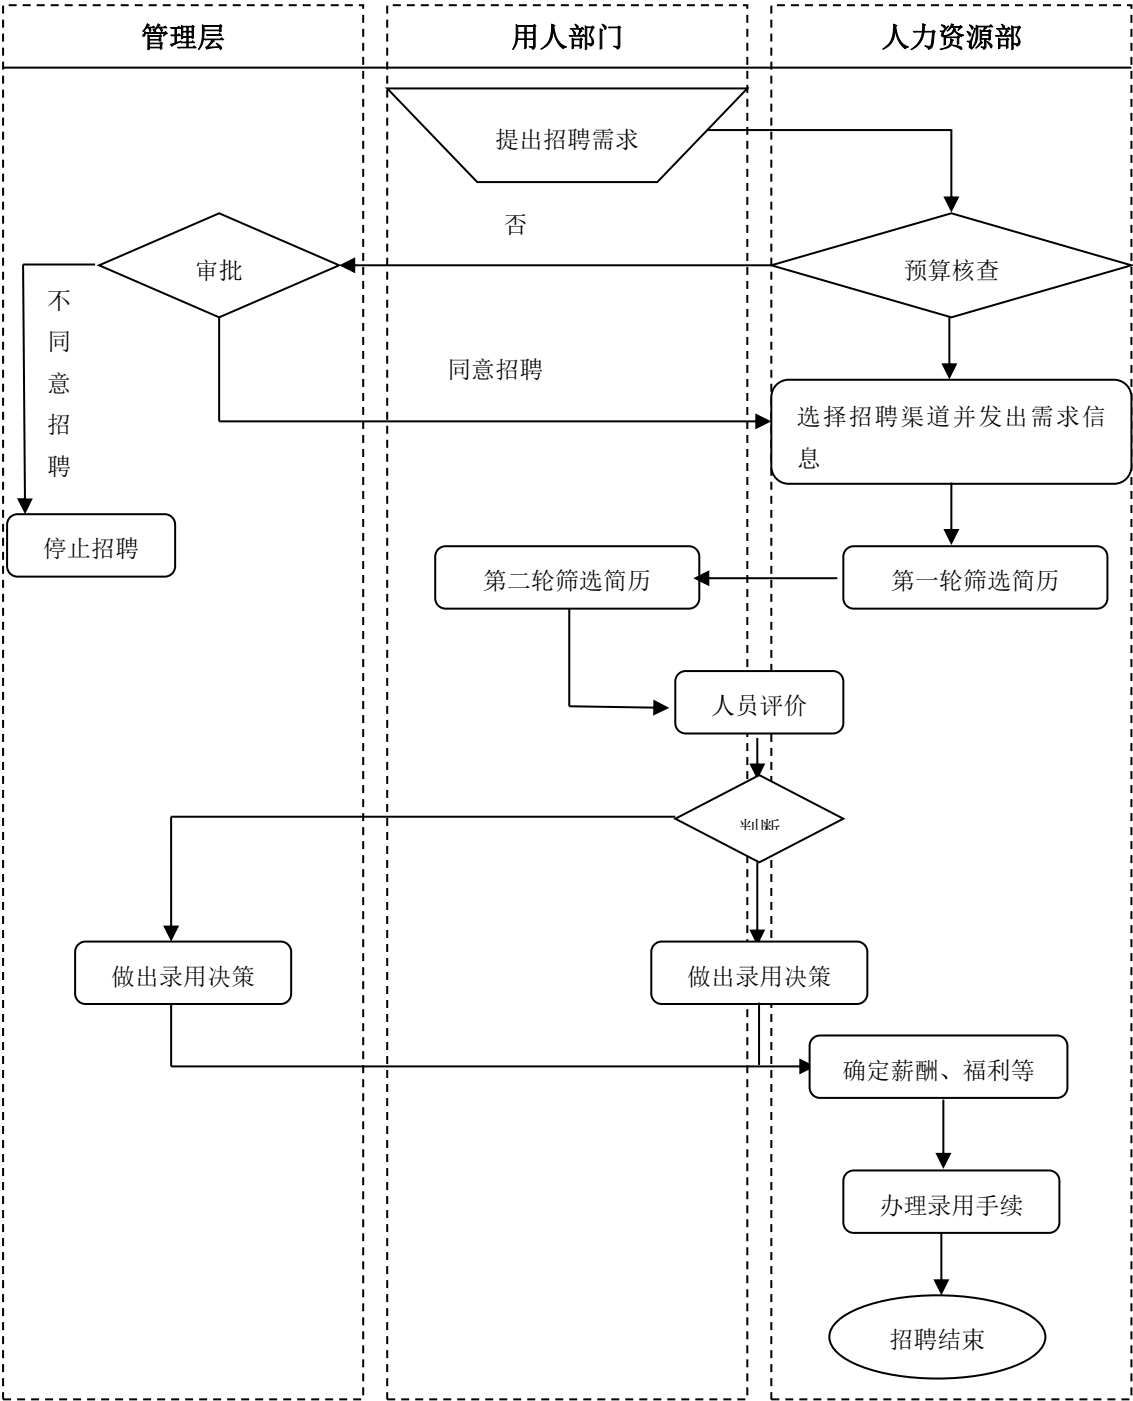 管理层
用人部门
人力资源部
提出招聘需求
否
审批
预算核查
不
同
意
招
聘
同意招聘
选择招聘渠道并发出需求信
息
停止招聘
第二轮筛选简历
第一轮筛选简历
人员评价
判断
做出录用决策
做出录用决策
确定薪酬、福利等
办理录用手续
招聘结束